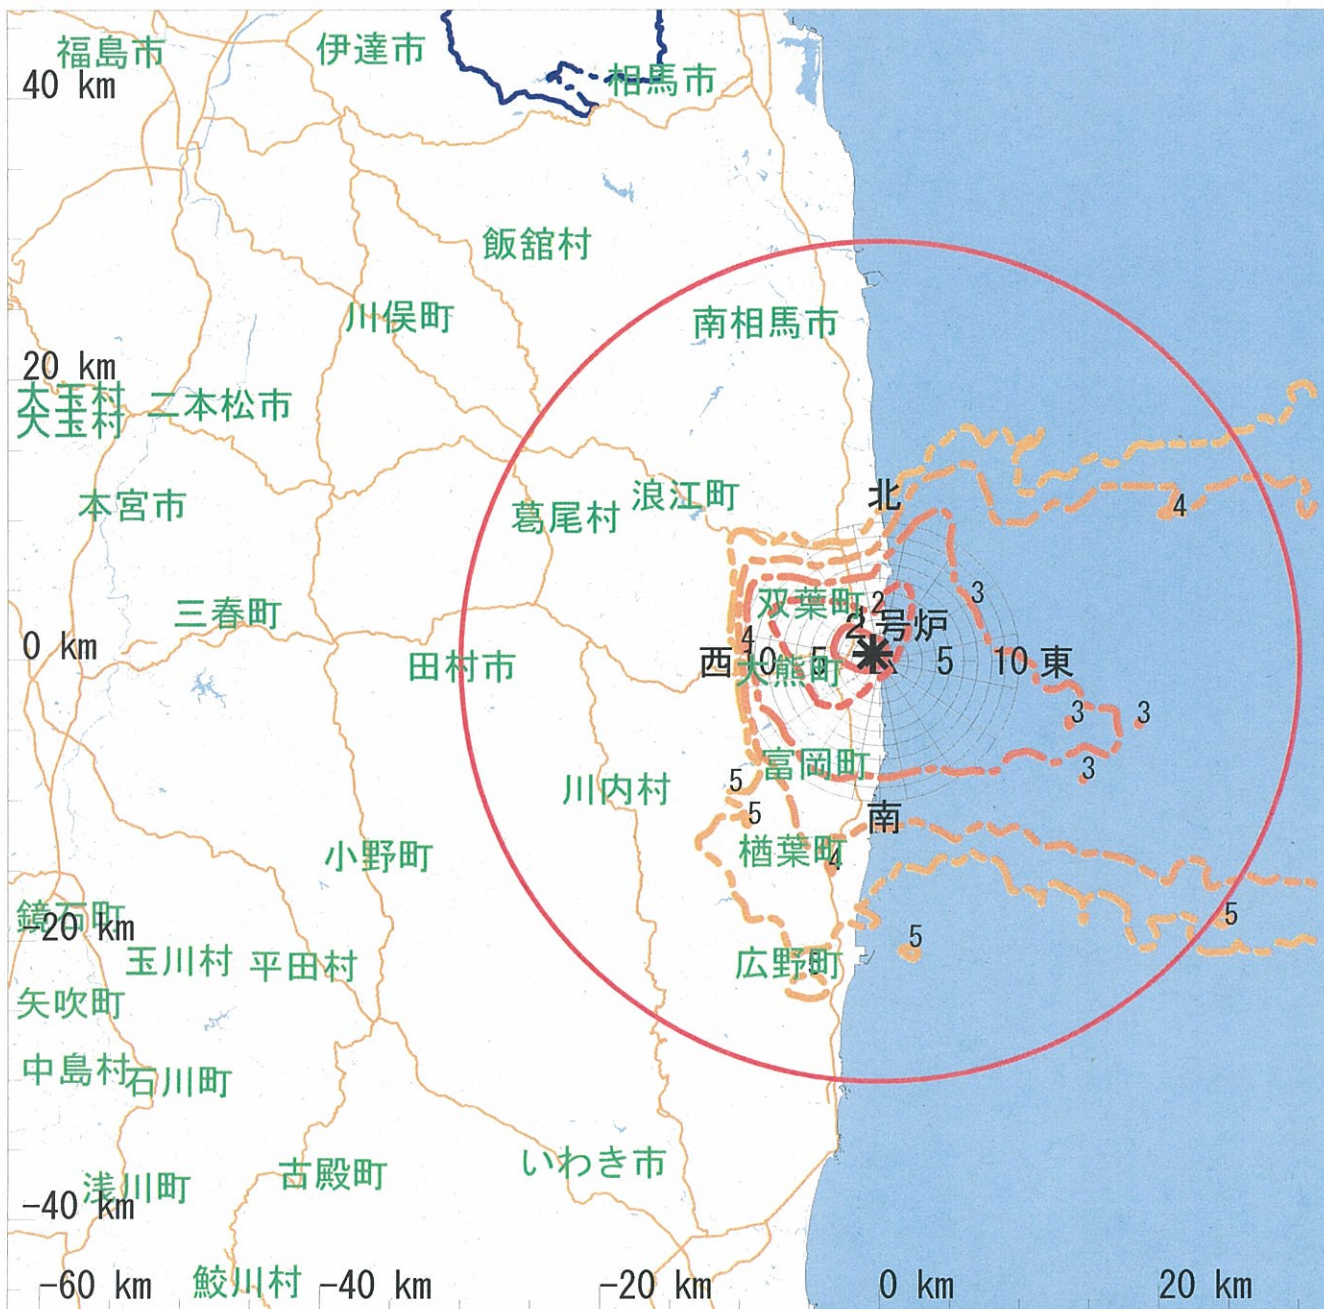 福島市
伊達市
相馬市
40 km
飯舘村
川俣町
南相馬市
20 km
大玉村
二本松市
大玉村
本宮市
葛尾村
浪江町
北
4
三春町
双葉町
2
3
2号炉
4
0 km
田村市
西
10
大熊町
5
5
10
東
3
3
富岡町
3
5
川内村
5
南
小野町
楢葉町
4
鏡石町
-20 km
5
5
玉川村
平田村
広野町
5
矢吹町
中島村
石川町
いわき市
浅川町
古殿町
-40 km
-60 km
鮫川村
-40 km
-20 km
0 km
20 km